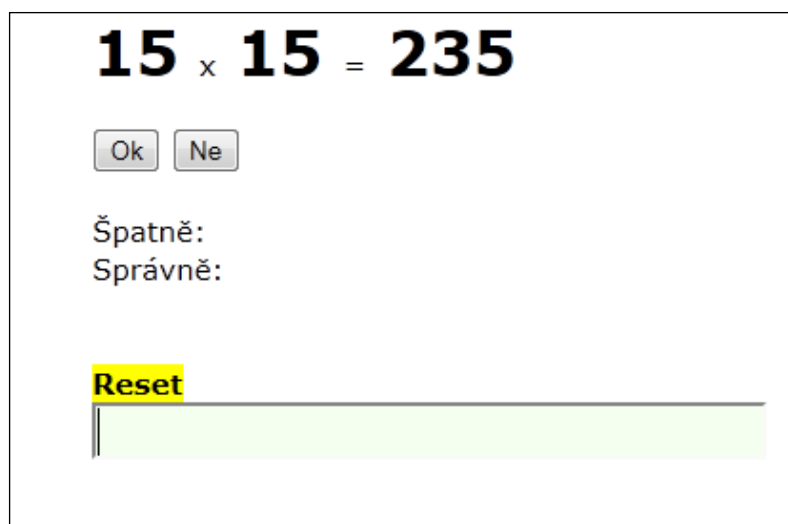 15 x 15 = 235
Ok Ne
Špatně:
Správně:
Reset